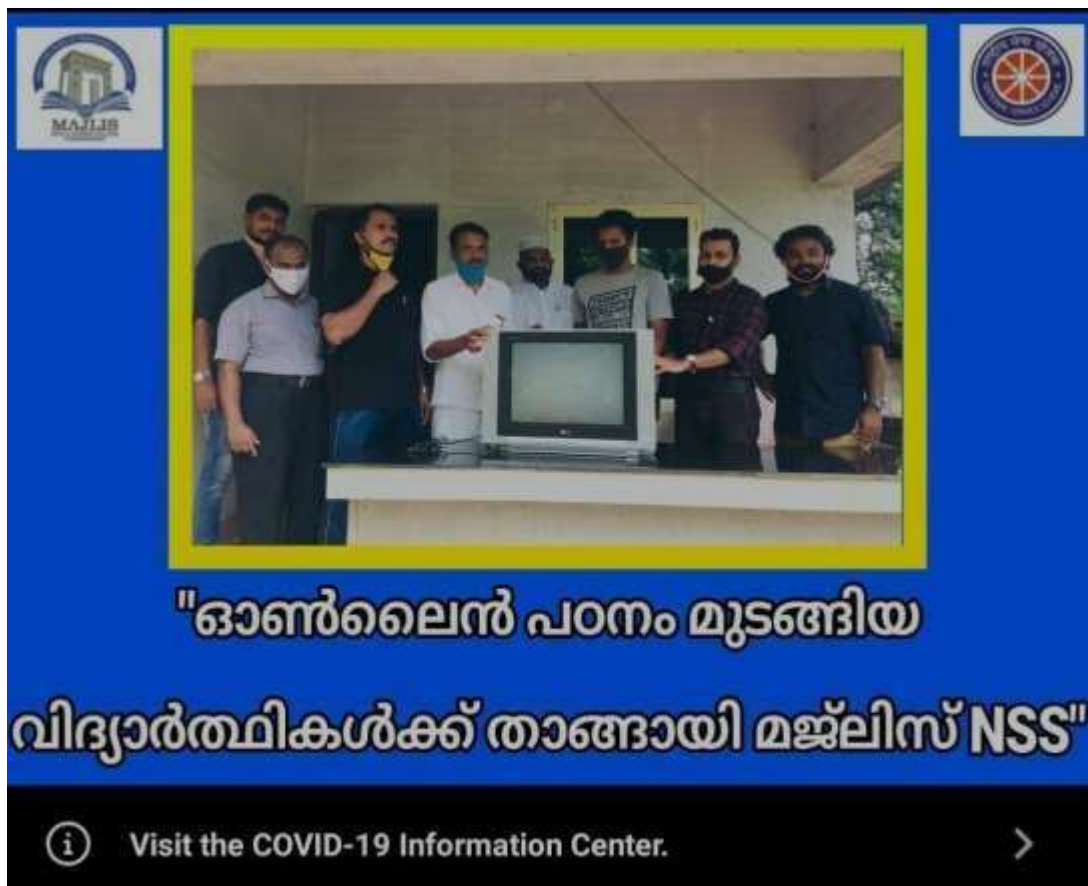 MAJLIS
"ഓൺലൈൻ പഠനം മുടങ്ങിയ
വിദ്യാർത്ഥികൾക്ക് താങ്ങായി മജ്ലിസ് NSS"
Visit the COVID-19 Information Center.